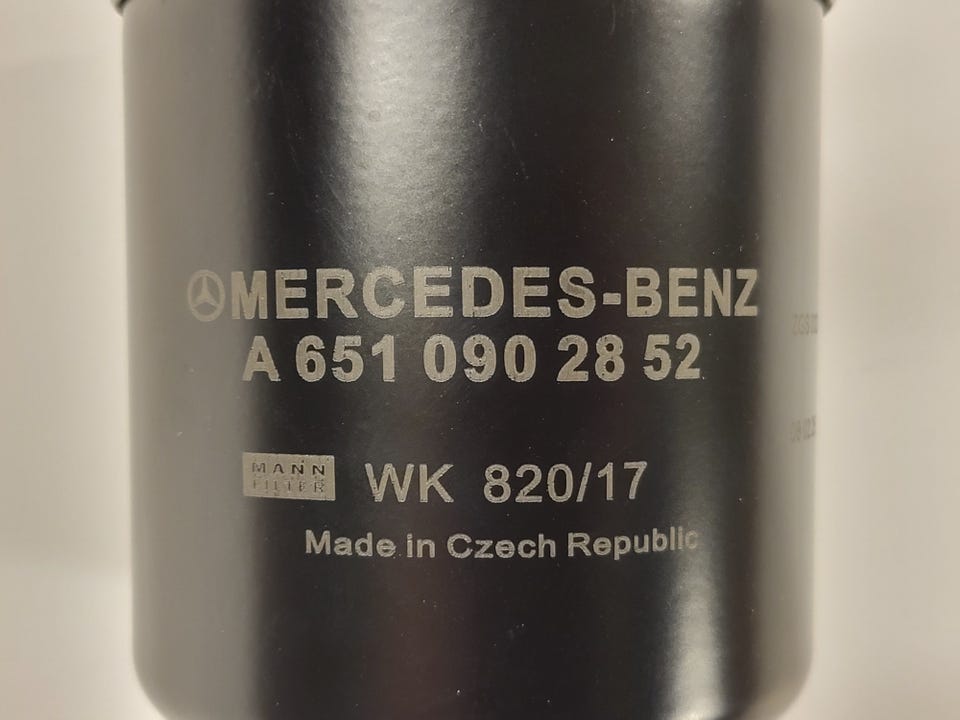 MERCEDES-BENZ
A 651 090 28 52
MANN
FILTER
WK 820/17
Made in Czech Republic